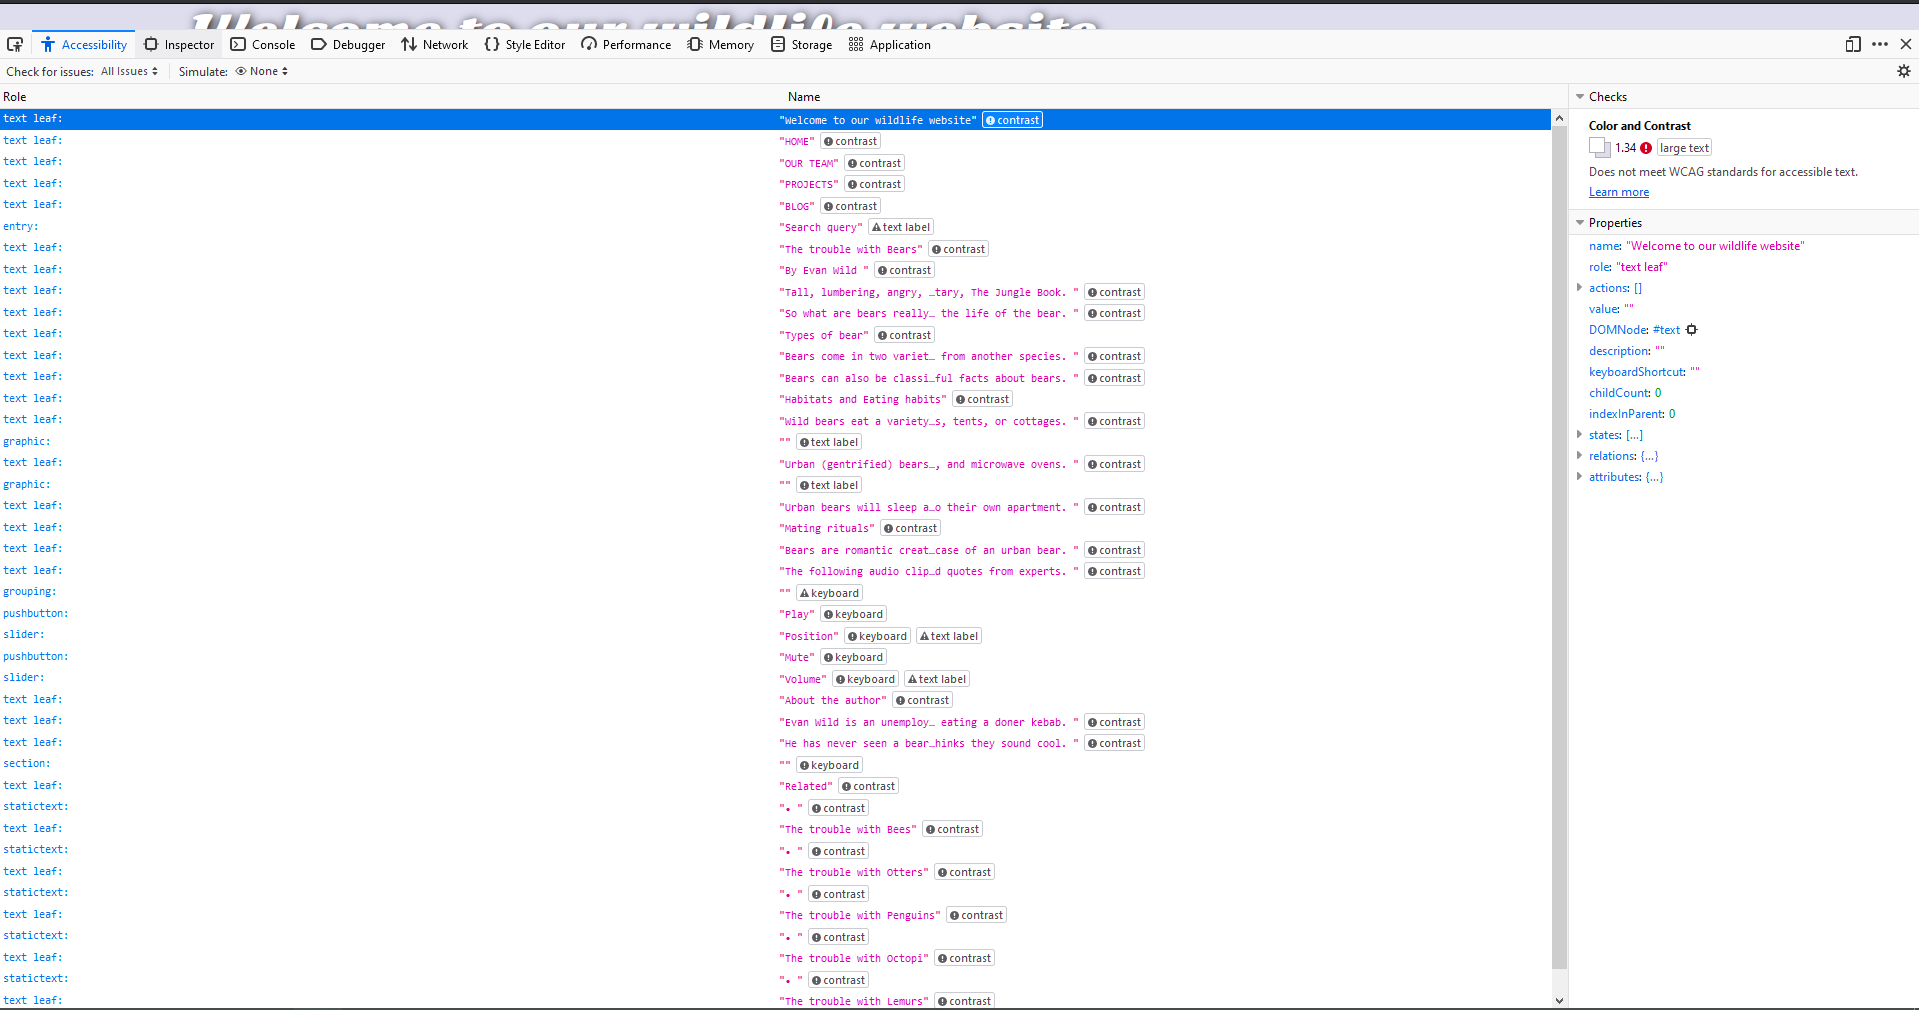 Welcome to our wildlife website
Accessibility Inspector Console Debugger Network Style Editor Performance Memory Storage Application
Check for issues: All Issues Simulate: None
Role Name
text leaf: "Welcome to our wildlife website" contrast
text leaf: "HOME" contrast
text leaf: "OUR TEAM" contrast
text leaf: "PROJECTS" contrast
text leaf: "BLOG" contrast
entry: "Search query" text label
text leaf: "The trouble with Bears" contrast
text leaf: "By Evan Wild " contrast
text leaf: "Tall, lumbering, angry, …tary, The Jungle Book. " contrast
text leaf: "So what are bears really… the life of the bear. " contrast
text leaf: "Types of bear" contrast
text leaf: "Bears come in two variet… from another species. " contrast
text leaf: "Bears can also be classi…ful facts about bears. " contrast
text leaf: "Habitats and Eating habits" contrast
text leaf: "Wild bears eat a variety…s, tents, or cottages. " contrast
graphic: "" text label
text leaf: "Urban (gentrified) bears…, and microwave ovens. " contrast
graphic: "" text label
text leaf: "Urban bears will sleep a…o their own apartment. " contrast
text leaf: "Mating rituals" contrast
text leaf: "Bears are romantic creat…case of an urban bear. " contrast
text leaf: "The following audio clip…d quotes from experts. " contrast
grouping: "" keyboard
pushbutton: "Play" keyboard
slider: "Position" keyboard text label
pushbutton: "Mute" keyboard
slider: "Volume" keyboard text label
text leaf: "About the author" contrast
text leaf: "Evan Wild is an unemploy… eating a doner kebab. " contrast
text leaf: "He has never seen a bear…hinks they sound cool. " contrast
section: "" keyboard
text leaf: "Related" contrast
statictext: "• " contrast
text leaf: "The trouble with Bees" contrast
statictext: "• " contrast
text leaf: "The trouble with Otters" contrast
statictext: "• " contrast
text leaf: "The trouble with Penguins" contrast
statictext: "• " contrast
text leaf: "The trouble with Octopi" contrast
statictext: "• " contrast
text leaf: "The trouble with Lemurs" contrast
Checks
Color and Contrast
1.34 large text
Does not meet WCAG standards for accessible text.
Learn more
Properties
name: "Welcome to our wildlife website"
role: "text leaf"
actions: []
value: ""
DOMNode: #text
description: ""
keyboardShortcut: ""
childCount: 0
indexInParent: 0
states: […]
relations: {…}
attributes: {…}